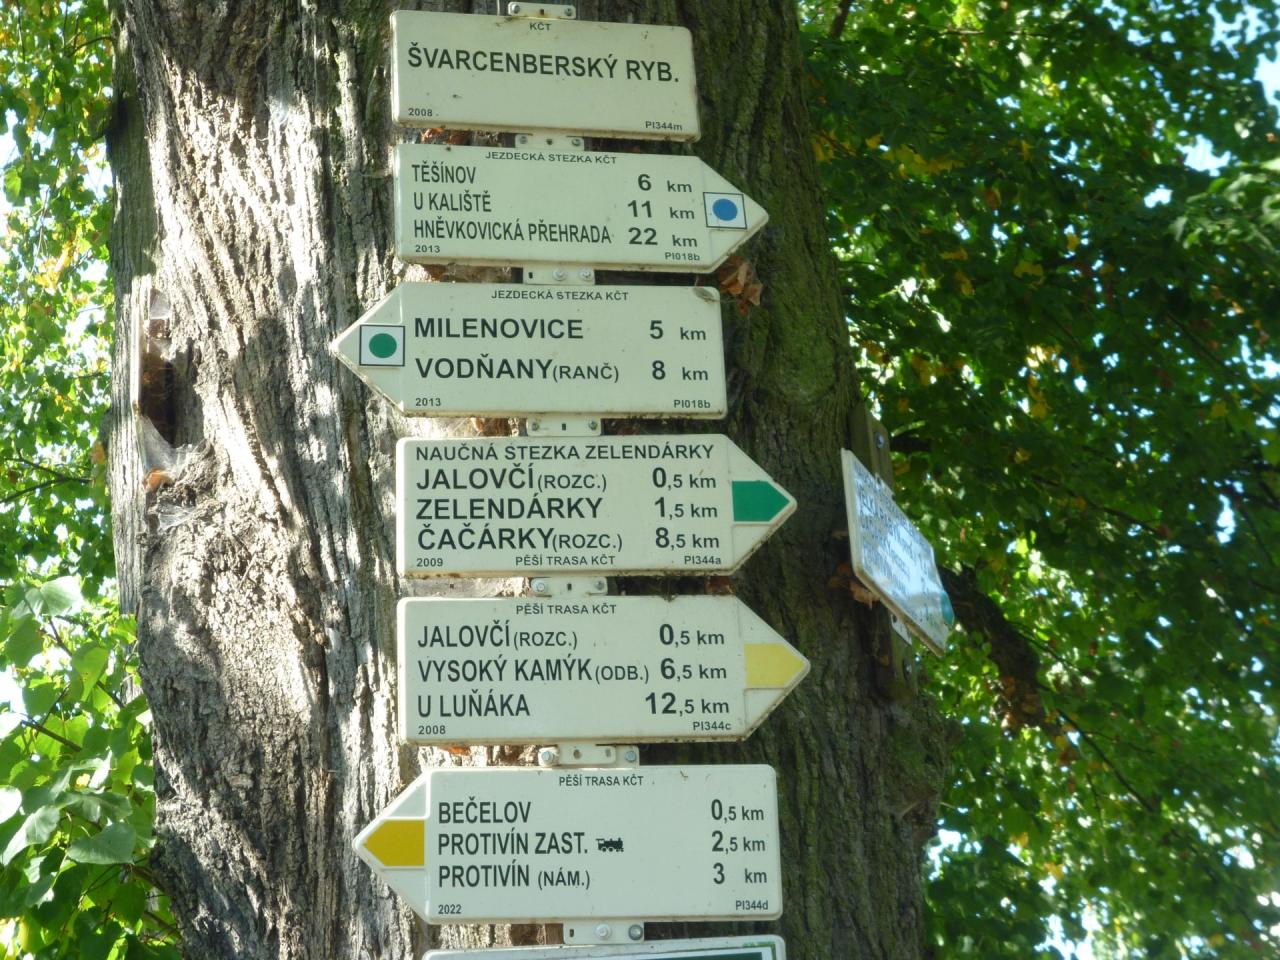 KČT
ŠVARCENBERSKÝ RYB.
2008 PI344m
JEZDECKÁ STEZKA KČT
TĚŠÍNOV 6 km
U KALIŠTĚ 11 km
HNĚVKOVICKÁ PŘEHRADA 22 km
2013 PI018b
JEZDECKÁ STEZKA KČT
MILENOVICE 5 km
VODŇANY (RANČ) 8 km
2013 PI018b
NAUČNÁ STEZKA ZELENDÁRKY
JALOVČÍ (ROZC.) 0,5 km
ZELENDÁRKY 1,5 km
ČAČÁRKY (ROZC.) 8,5 km
2009 PĚŠÍ TRASA KČT PI344a
PĚŠÍ TRASA KČT
JALOVČÍ (ROZC.) 0,5 km
VYSOKÝ KAMÝK (ODB.) 6,5 km
U LUŇÁKA 12,5 km
2008 PI344c
PĚŠÍ TRASA KČT
BEČELOV 0,5 km
PROTIVÍN ZAST. 2,5 km
PROTIVÍN (NÁM.) 3 km
2022 PI344d